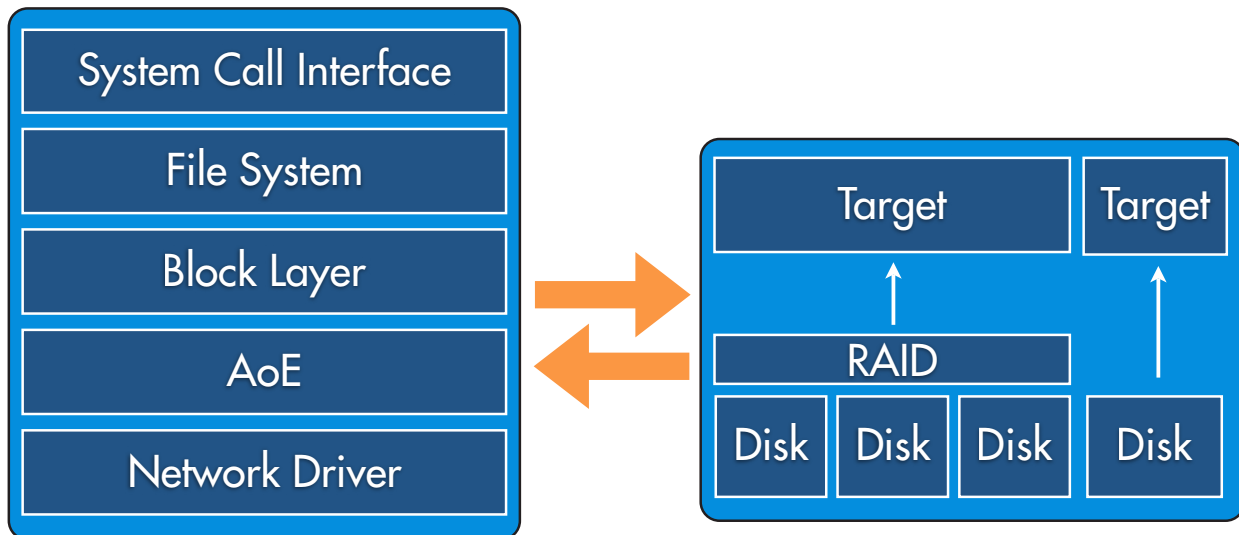 System Call Interface
File System
Block Layer
AoE
Network Driver
Target
Target
RAID
Disk
Disk
Disk
Disk